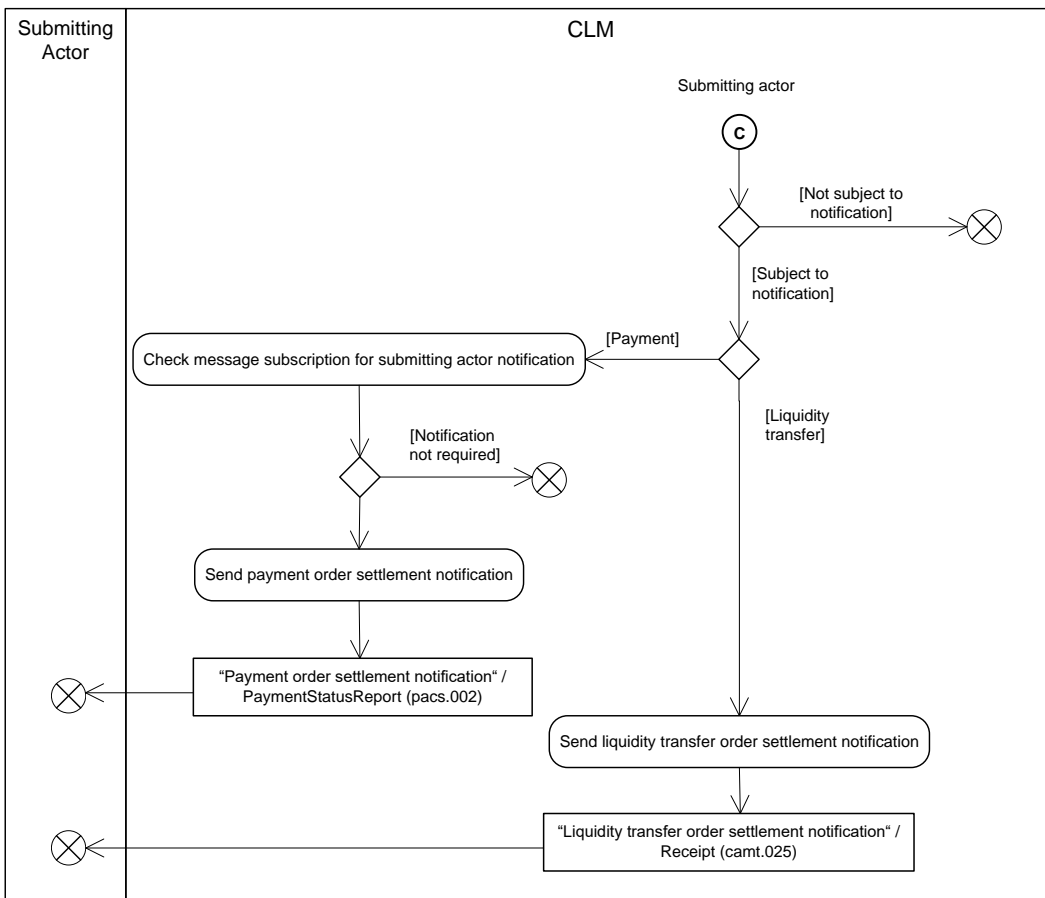 Submitting
Actor
CLM
Submitting actor
C
[Not subject to
notification]
[Subject to
notification]
[Payment]
Check message subscription for submitting actor notification
[Liquidity
transfer]
[Notification
not required]
Send payment order settlement notification
“Payment order settlement notification“ /
PaymentStatusReport (pacs.002)
Send liquidity transfer order settlement notification
“Liquidity transfer order settlement notification“ /
Receipt (camt.025)